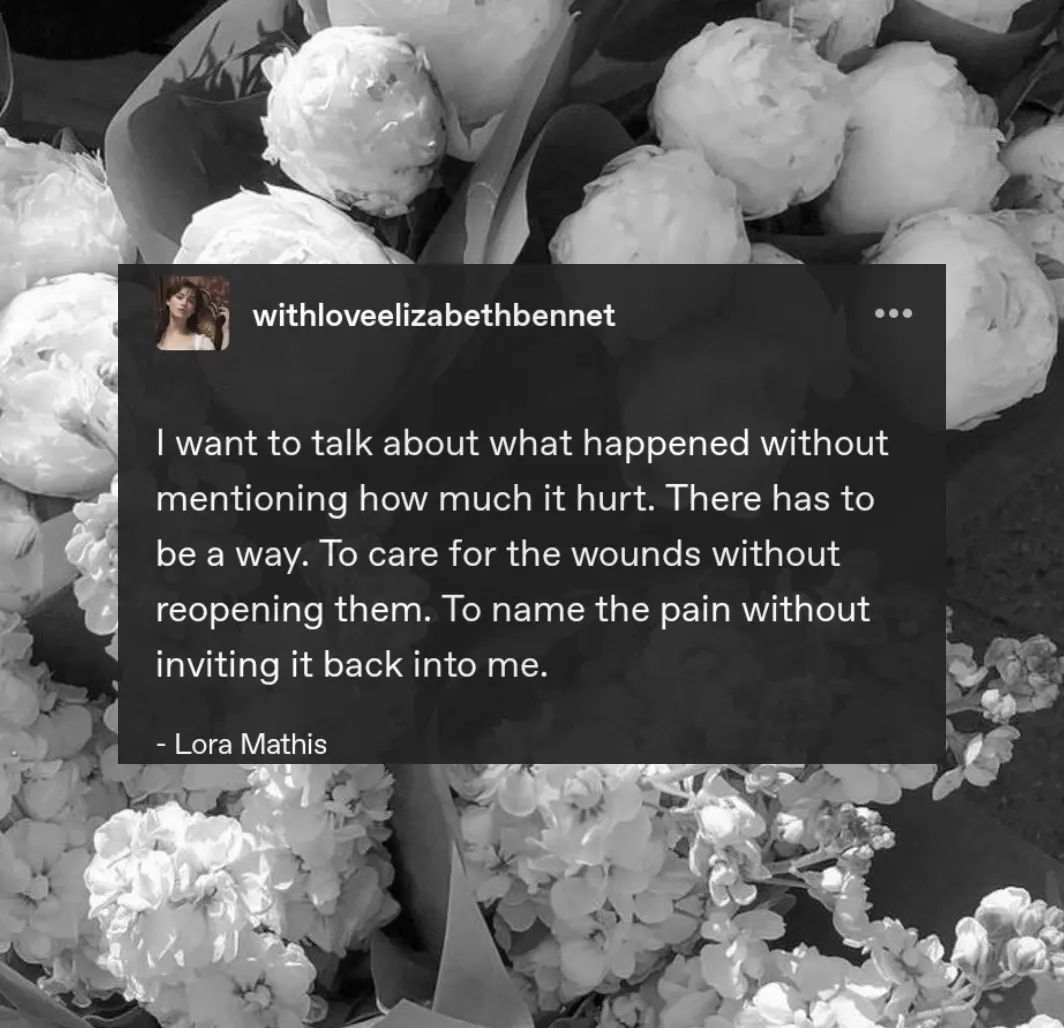 withloveelizabethbennet
I want to talk about what happened without
mentioning how much it hurt. There has to
be a way. To care for the wounds without
reopening them. To name the pain without
inviting it back into me.
- Lora Mathis